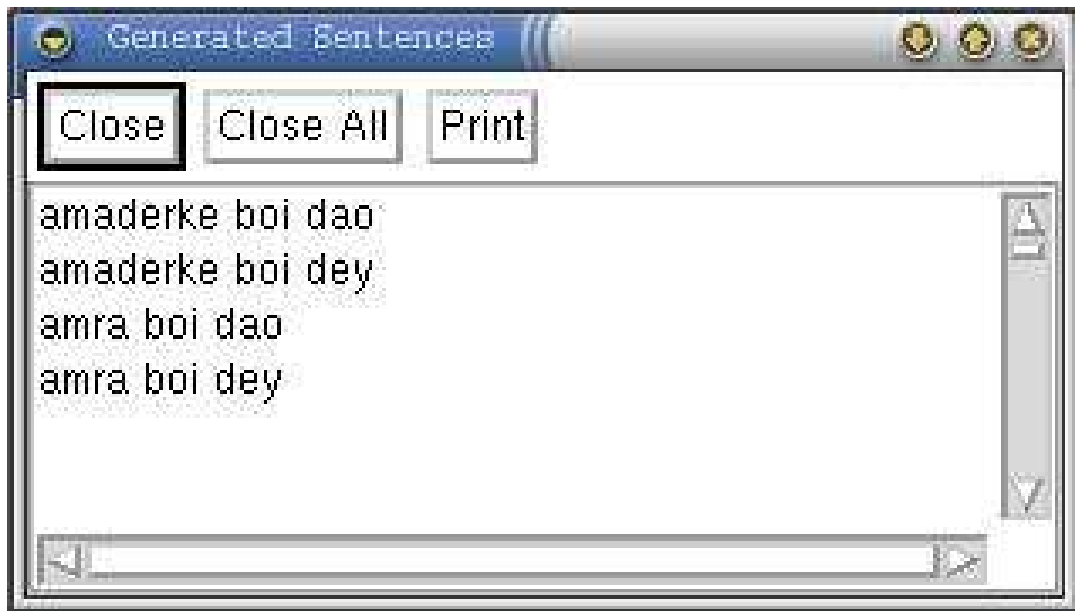 Generated Sentences
Close Close All Print
amaderke boi dao
amaderke boi dey
amra boi dao
amra boi dey